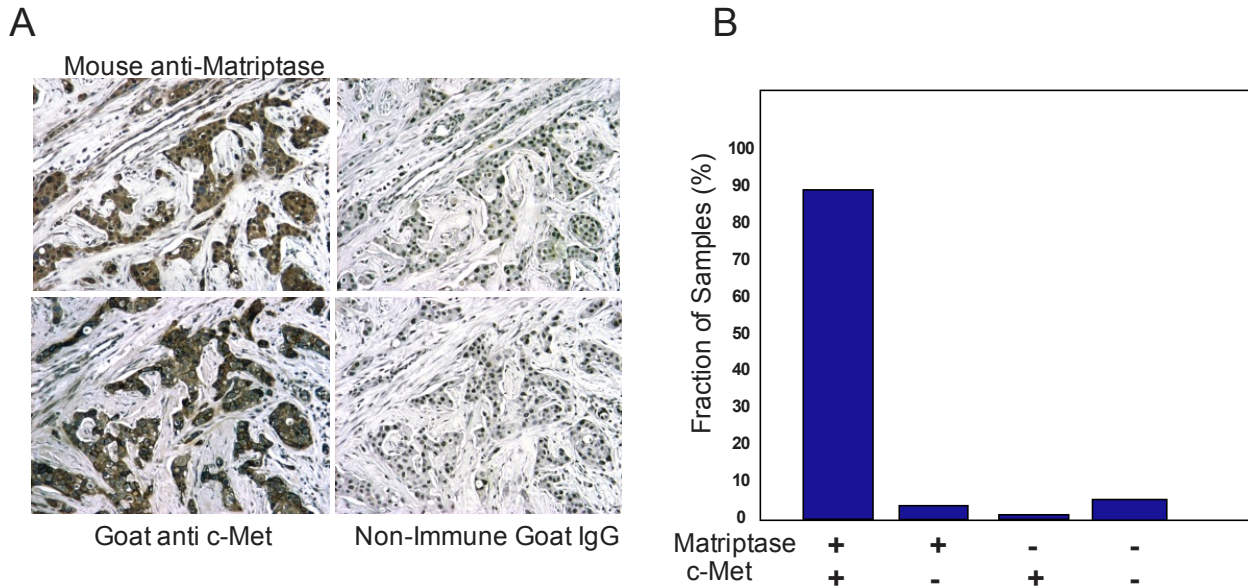 A
Mouse anti-Matriptase
Goat anti c-Met
Non-Immune Goat IgG
B
Fraction of Samples (%)
100
90
80
70
60
50
40
30
20
10
0
Matriptase + + - -
c-Met + - + -